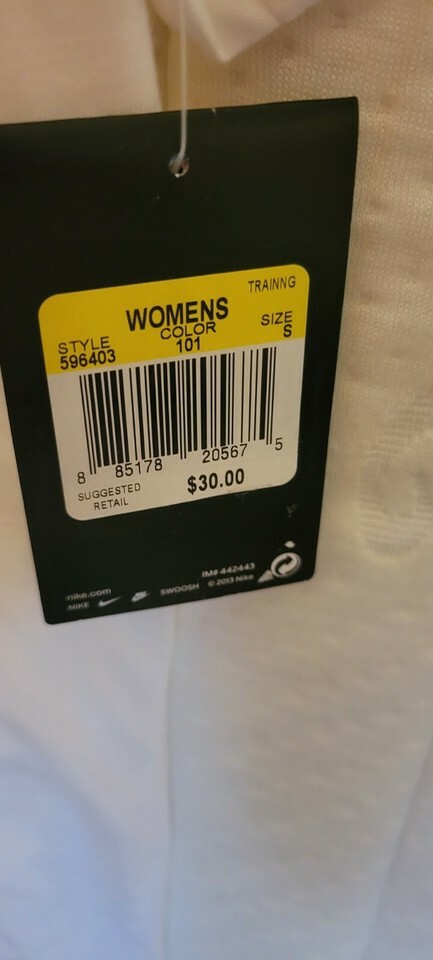 TRAINNG
WOMENS
STYLE COLOR SIZE
596403 101 S
8 85178 20567 5
SUGGESTED
RETAIL $30.00
IM# 442443
nike.com
NIKE SWOOSH © 2013 Nike